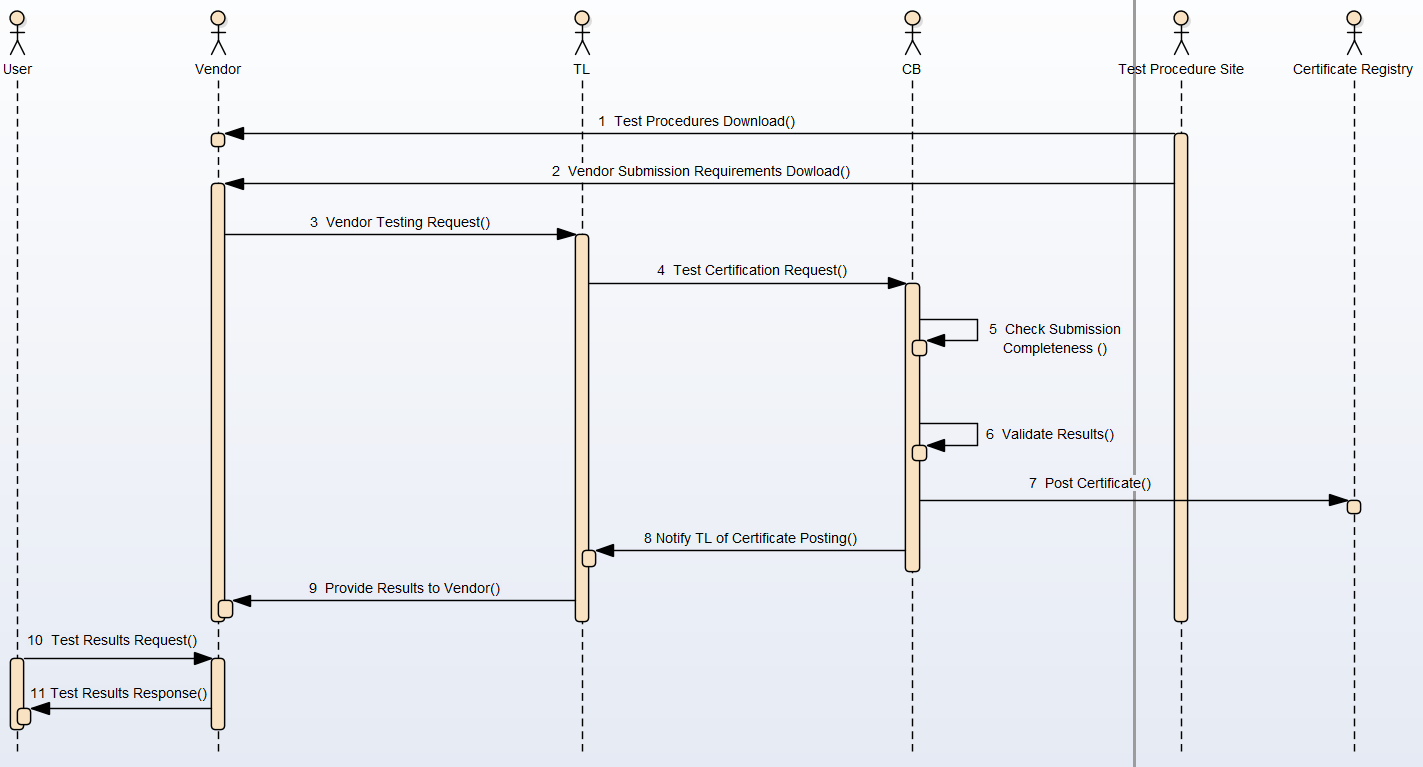 User
Vendor
TL
CB
Test Procedure Site
Certificate Registry
1  Test Procedures Download()
2  Vendor Submission Requirements Dowload()
3  Vendor Testing Request()
4  Test Certification Request()
5  Check Submission
Completeness ()
6  Validate Results()
7  Post Certificate()
8 Notify TL of Certificate Posting()
9  Provide Results to Vendor()
10  Test Results Request()
11 Test Results Response()